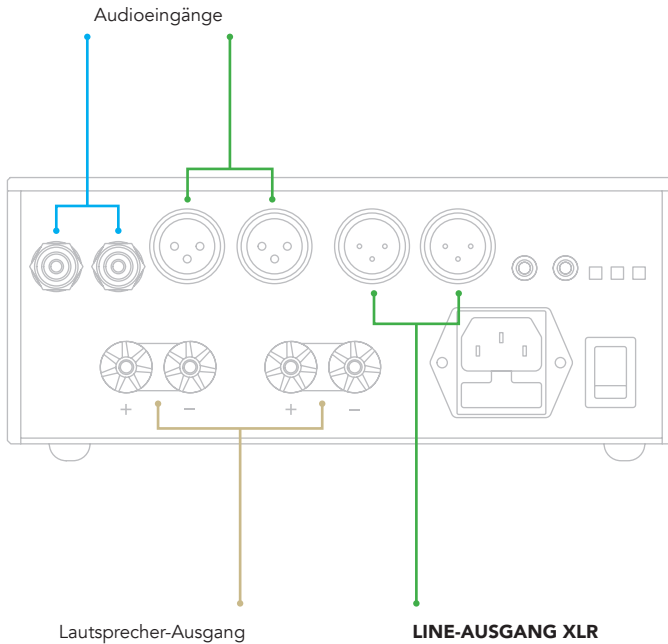 Audioeingänge
+ − + −
Lautsprecher-Ausgang
LINE-AUSGANG XLR